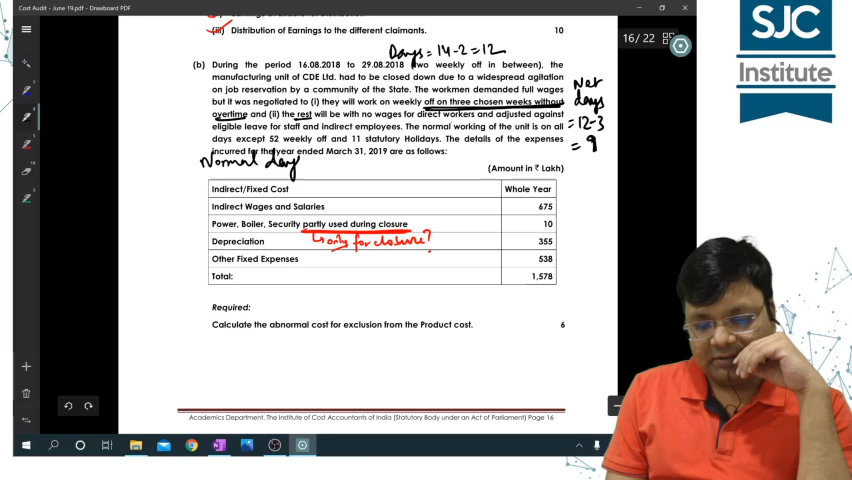 Cost Audit - June 19.pdf - Drawboard PDF
(iii) Distribution of Earnings to the different claimants. 10
Days = 14-2=12
(b) During the period 16.08.2018 to 29.08.2018 (two weekly off in between), the
manufacturing unit of CDE Ltd. had to be closed down due to a widespread agitation
on job reservation by a community of the State. The workmen demanded full wages
but it was negotiated to (i) they will work on weekly off on three chosen weeks without
overtime and (ii) the rest will be with no wages for direct workers and adjusted against
eligible leave for staff and indirect employees. The normal working of the unit is on all
days except 52 weekly off and 11 statutory Holidays. The details of the expenses
incurred for the year ended March 31, 2019 are as follows:
Net
days
= 12-3
= 9
Normal day
(Amount in ₹ Lakh)
Indirect/Fixed Cost Whole Year
Indirect Wages and Salaries 675
Power, Boiler, Security partly used during closure 10
↳ only for closure?
Depreciation 355
Other Fixed Expenses 538
Total: 1,578
Required:
Calculate the abnormal cost for exclusion from the Product cost. 6
Academics Department, The Institute of Cost Accountants of India (Statutory Body under an Act of Parliament) Page 16
16 / 22
SJC
Institute